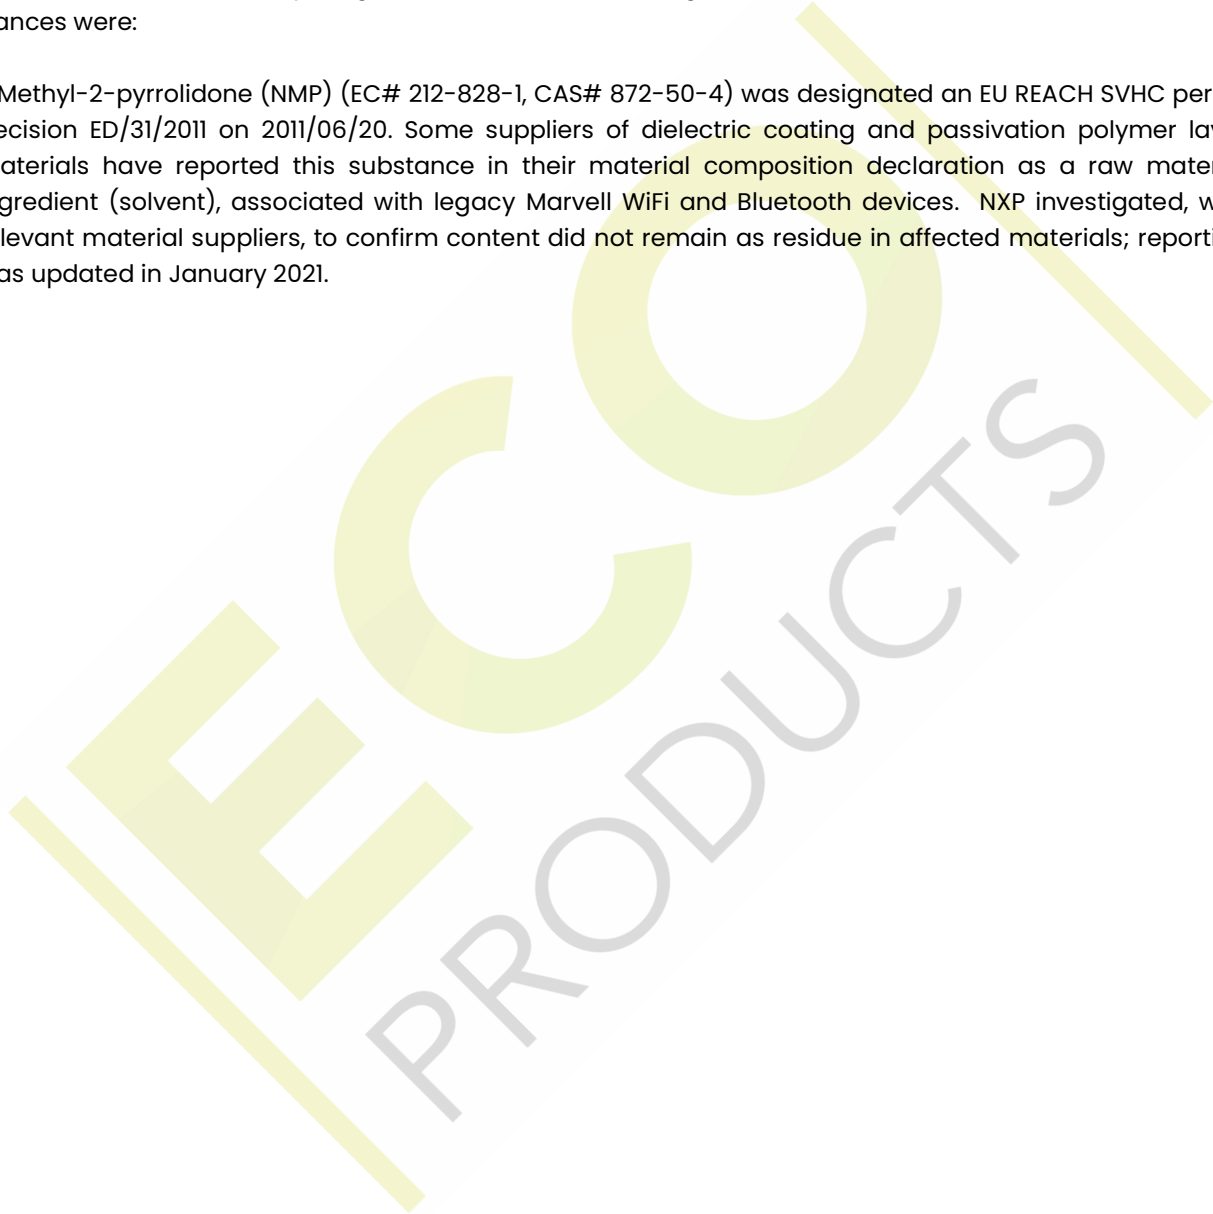 ances were:
Methyl-2-pyrrolidone (NMP) (EC# 212-828-1, CAS# 872-50-4) was designated an EU REACH SVHC per
ecision ED/31/2011 on 2011/06/20. Some suppliers of dielectric coating and passivation polymer lay
aterials have reported this substance in their material composition declaration as a raw mater
gredient (solvent), associated with legacy Marvell WiFi and Bluetooth devices. NXP investigated, w
levant material suppliers, to confirm content did not remain as residue in affected materials; reporti
as updated in January 2021.
ECO
PRODUCTS